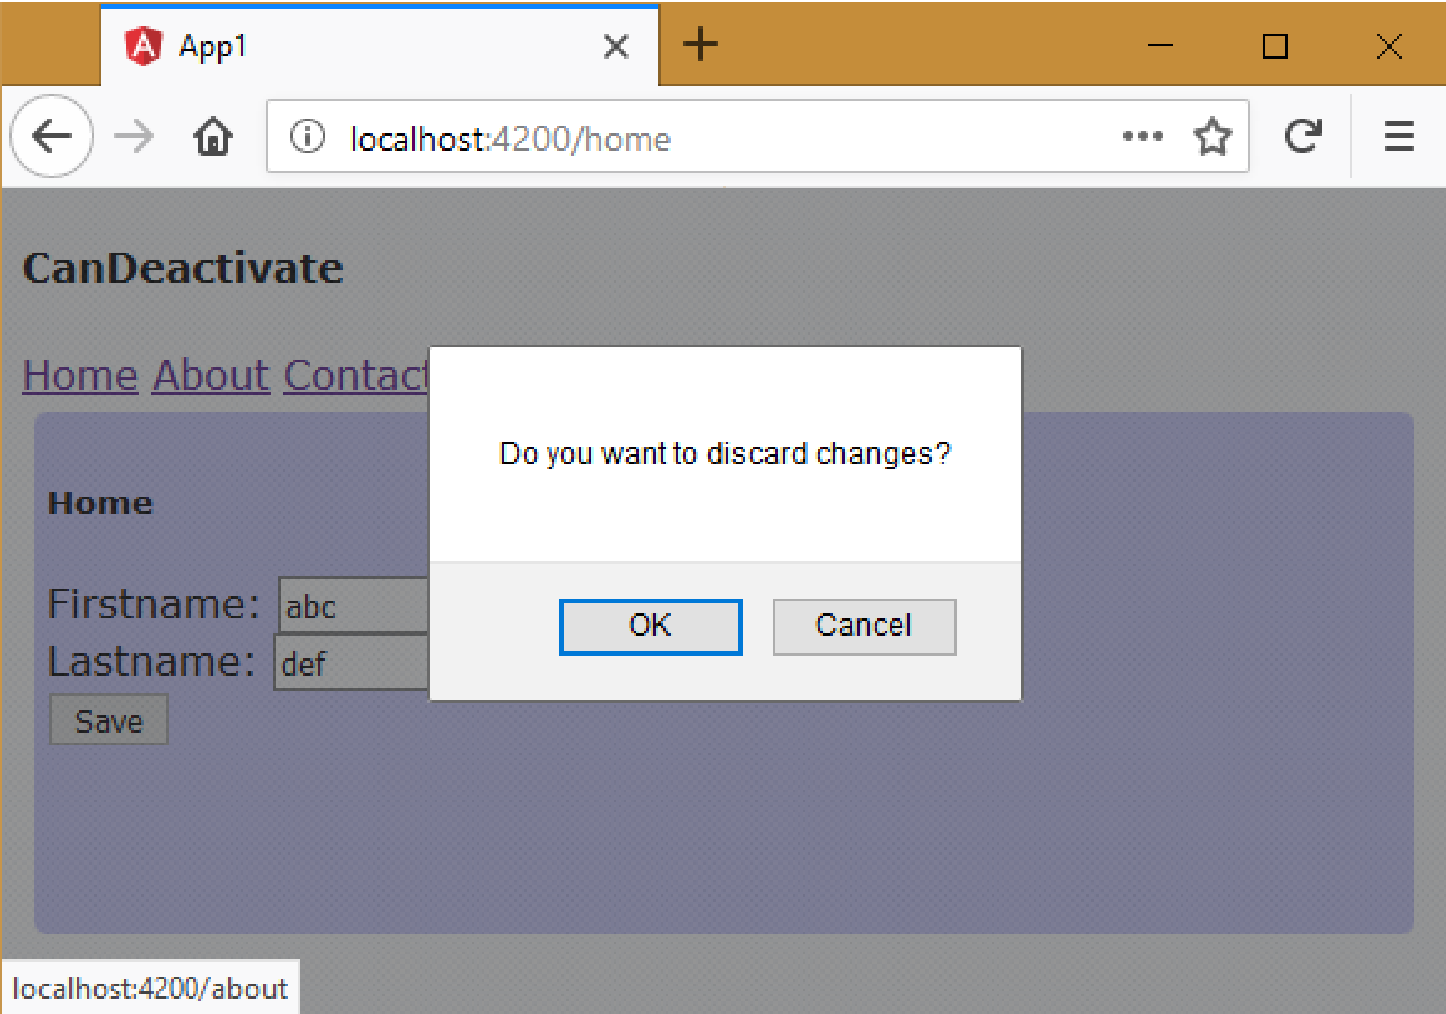 App1
localhost:4200/home
CanDeactivate
Home About Contact
Do you want to discard changes?
Home
Firstname: abc
Lastname: def
OK Cancel
Save
localhost:4200/about